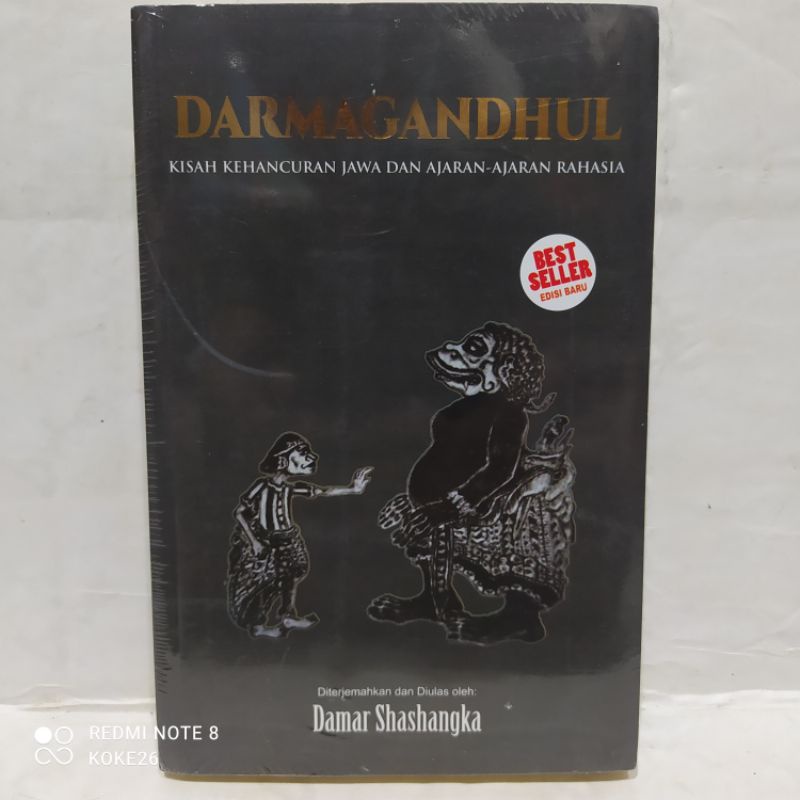 DARMAGANDHUL
KISAH KEHANCURAN JAWA DAN AJARAN-AJARAN RAHASIA
BEST
SELLER
EDISI BARU
Diterjemahkan dan Diulas oleh:
Damar Shashangka
REDMI NOTE 8
KOKE26